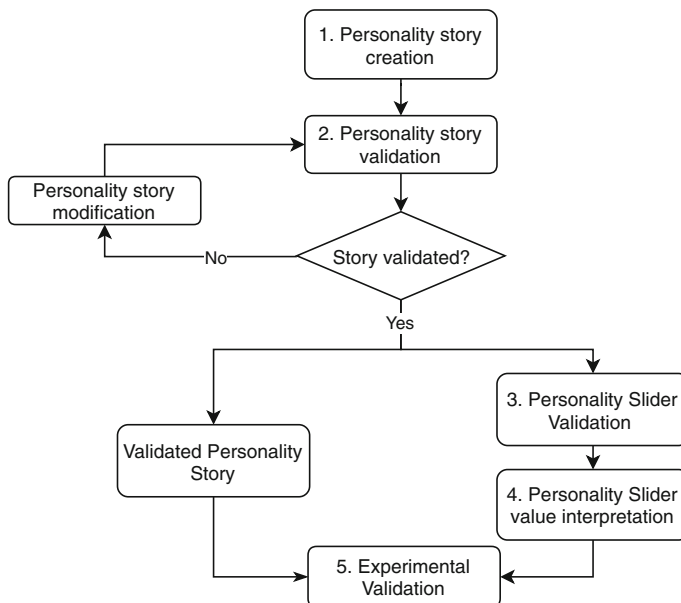 1. Personality story
creation
2. Personality story
validation
Personality story
modification
Story validated?
No
Yes
3. Personality Slider
Validation
Validated Personality
Story
4. Personality Slider
value interpretation
5. Experimental
Validation